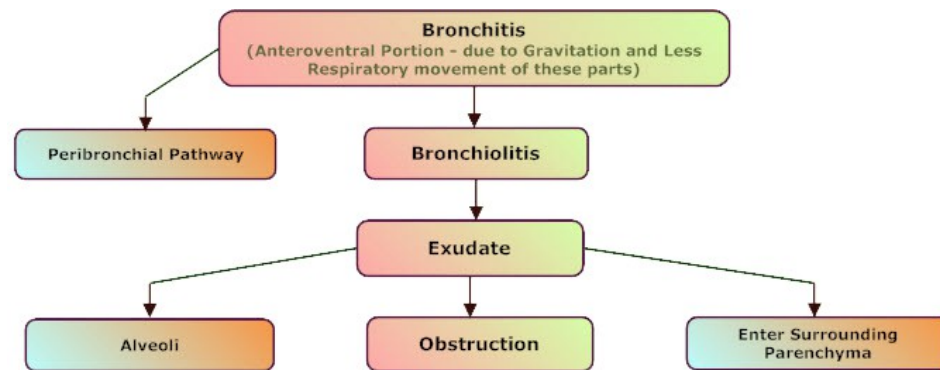 Bronchitis
(Anteroventral Portion - due to Gravitation and Less
Respiratory movement of these parts)
Peribronchial Pathway
Bronchiolitis
Exudate
Alveoli
Obstruction
Enter Surrounding
Parenchyma